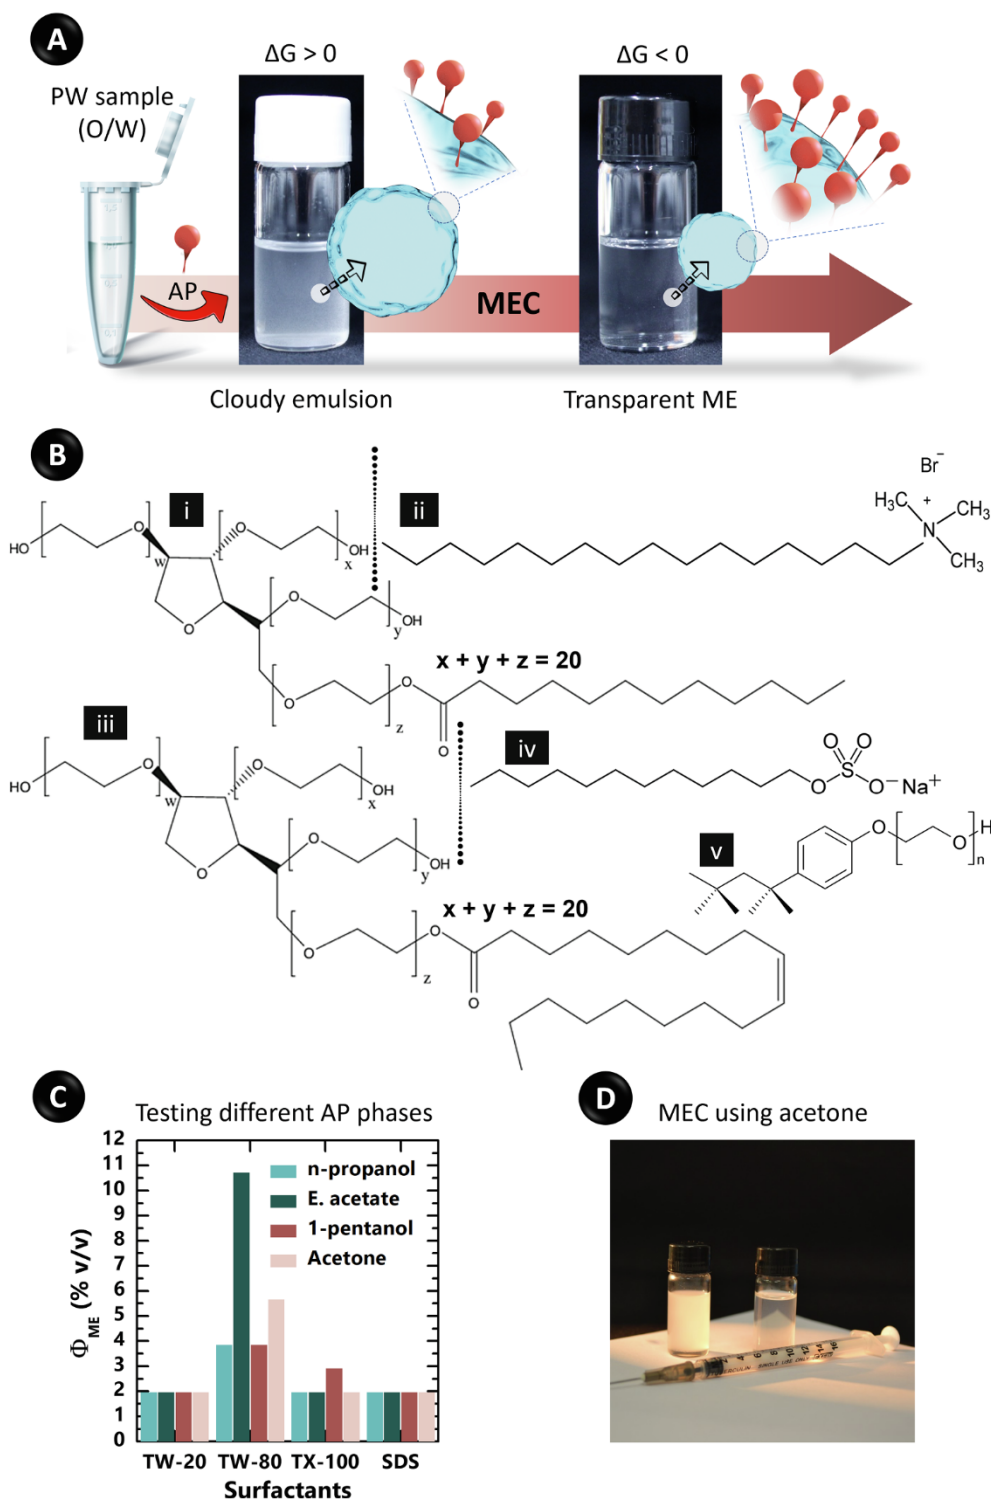 A
ΔG > 0
ΔG < 0
PW sample
(O/W)
AP
MEC
Cloudy emulsion
Transparent ME
B
i
HO
O
w
O
x
OH
O
O
y
OH
O
z
O
O
x + y + z = 20
ii
Br−
H3C
+
N
CH3
CH3
iii
HO
O
w
O
x
OH
O
O
y
OH
O
z
O
O
x + y + z = 20
iv
O O
S
O
O− Na+
v
O
O
H
n
C
Testing different AP phases
12
11
10
9
8
7
6
5
4
3
2
1
0
ΦME (% v/v)
n-propanol
E. acetate
1-pentanol
Acetone
TW-20 TW-80 TX-100 SDS
Surfactants
D
MEC using acetone